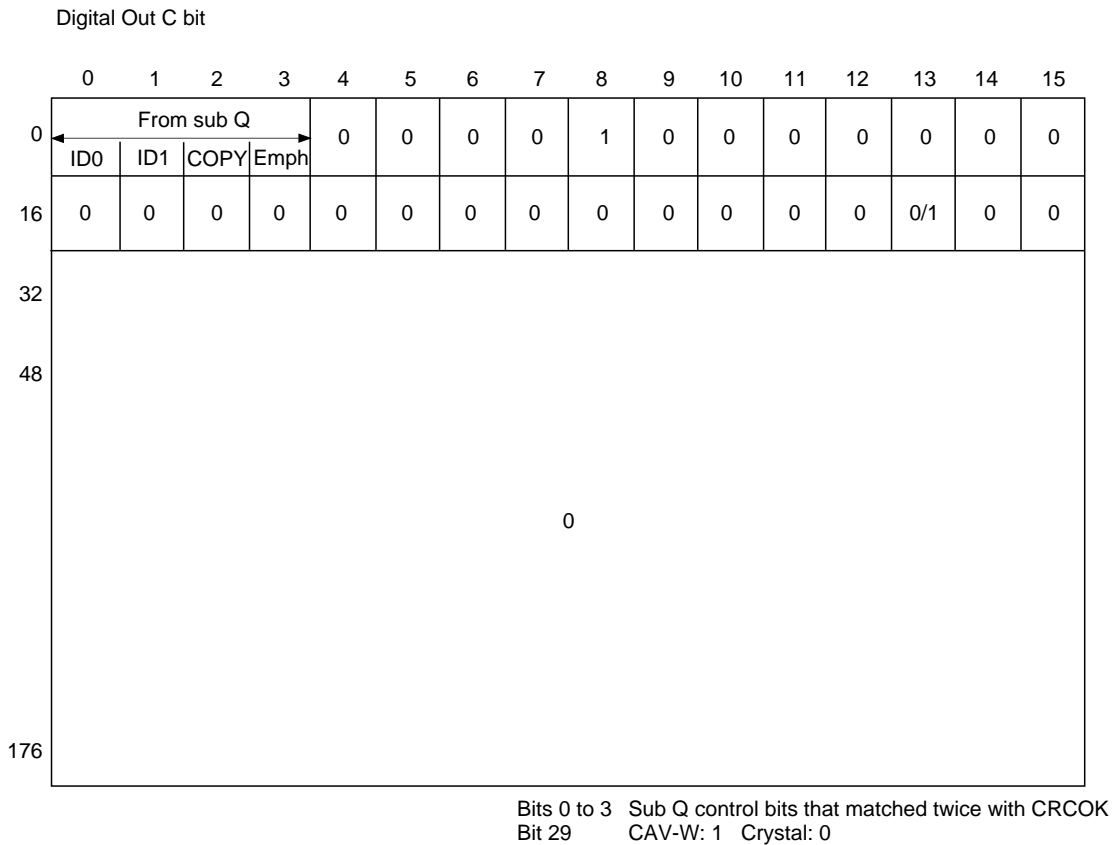 Digital Out C bit
0 1 2 3 4 5 6 7 8 9 10 11 12 13 14 15
0 From sub Q 0 0 0 0 1 0 0 0 0 0 0 0
ID0 ID1 COPY Emph
16 0 0 0 0 0 0 0 0 0 0 0 0 0 0/1 0 0
32
48
0
176
Bits 0 to 3 Sub Q control bits that matched twice with CRCOK
Bit 29 CAV-W: 1 Crystal: 0